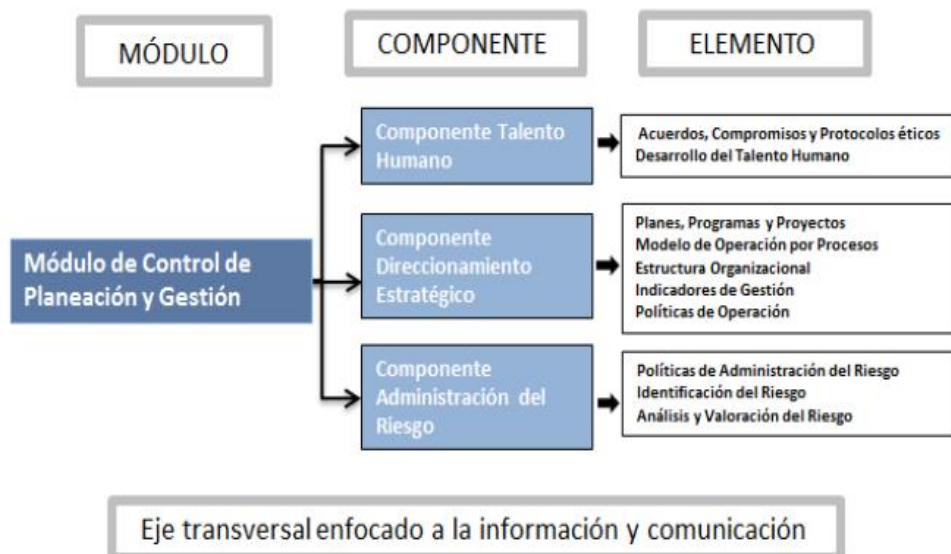 MÓDULO
COMPONENTE
ELEMENTO
Componente Talento
Humano
Acuerdos, Compromisos y Protocolos éticos
Desarrollo del Talento Humano
Módulo de Control de
Planeación y Gestión
Componente
Direccionamiento
Estratégico
Planes, Programas y Proyectos
Modelo de Operación por Procesos
Estructura Organizacional
Indicadores de Gestión
Políticas de Operación
Componente
Administración del
Riesgo
Políticas de Administración del Riesgo
Identificación del Riesgo
Análisis y Valoración del Riesgo
Eje transversal enfocado a la información y comunicación